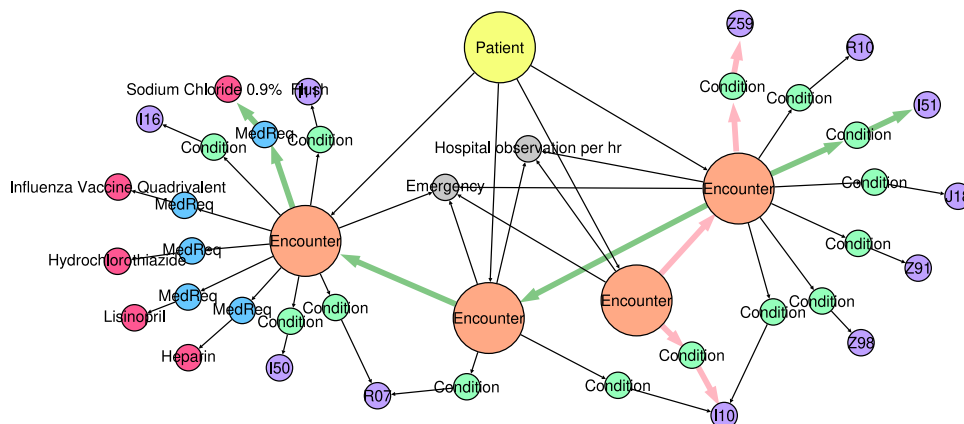 Z59
Patient
R10
Condition
Sodium Chloride 0.9% Flush
Condition
I51
I16
MedReq
Condition
Condition
Condition
Hospital observation per hr
Condition
J18
Influenza Vaccine Quadrivalent
Emergency
Encounter
MedReq
Encounter
Condition
MedReq
Hydrochlorothiazide
Z91
MedReq
Encounter
Condition
Condition
Lisinopril
MedReq
Condition
Encounter
Condition
Z98
Heparin
Condition
I50
Condition
Condition
R07
I10